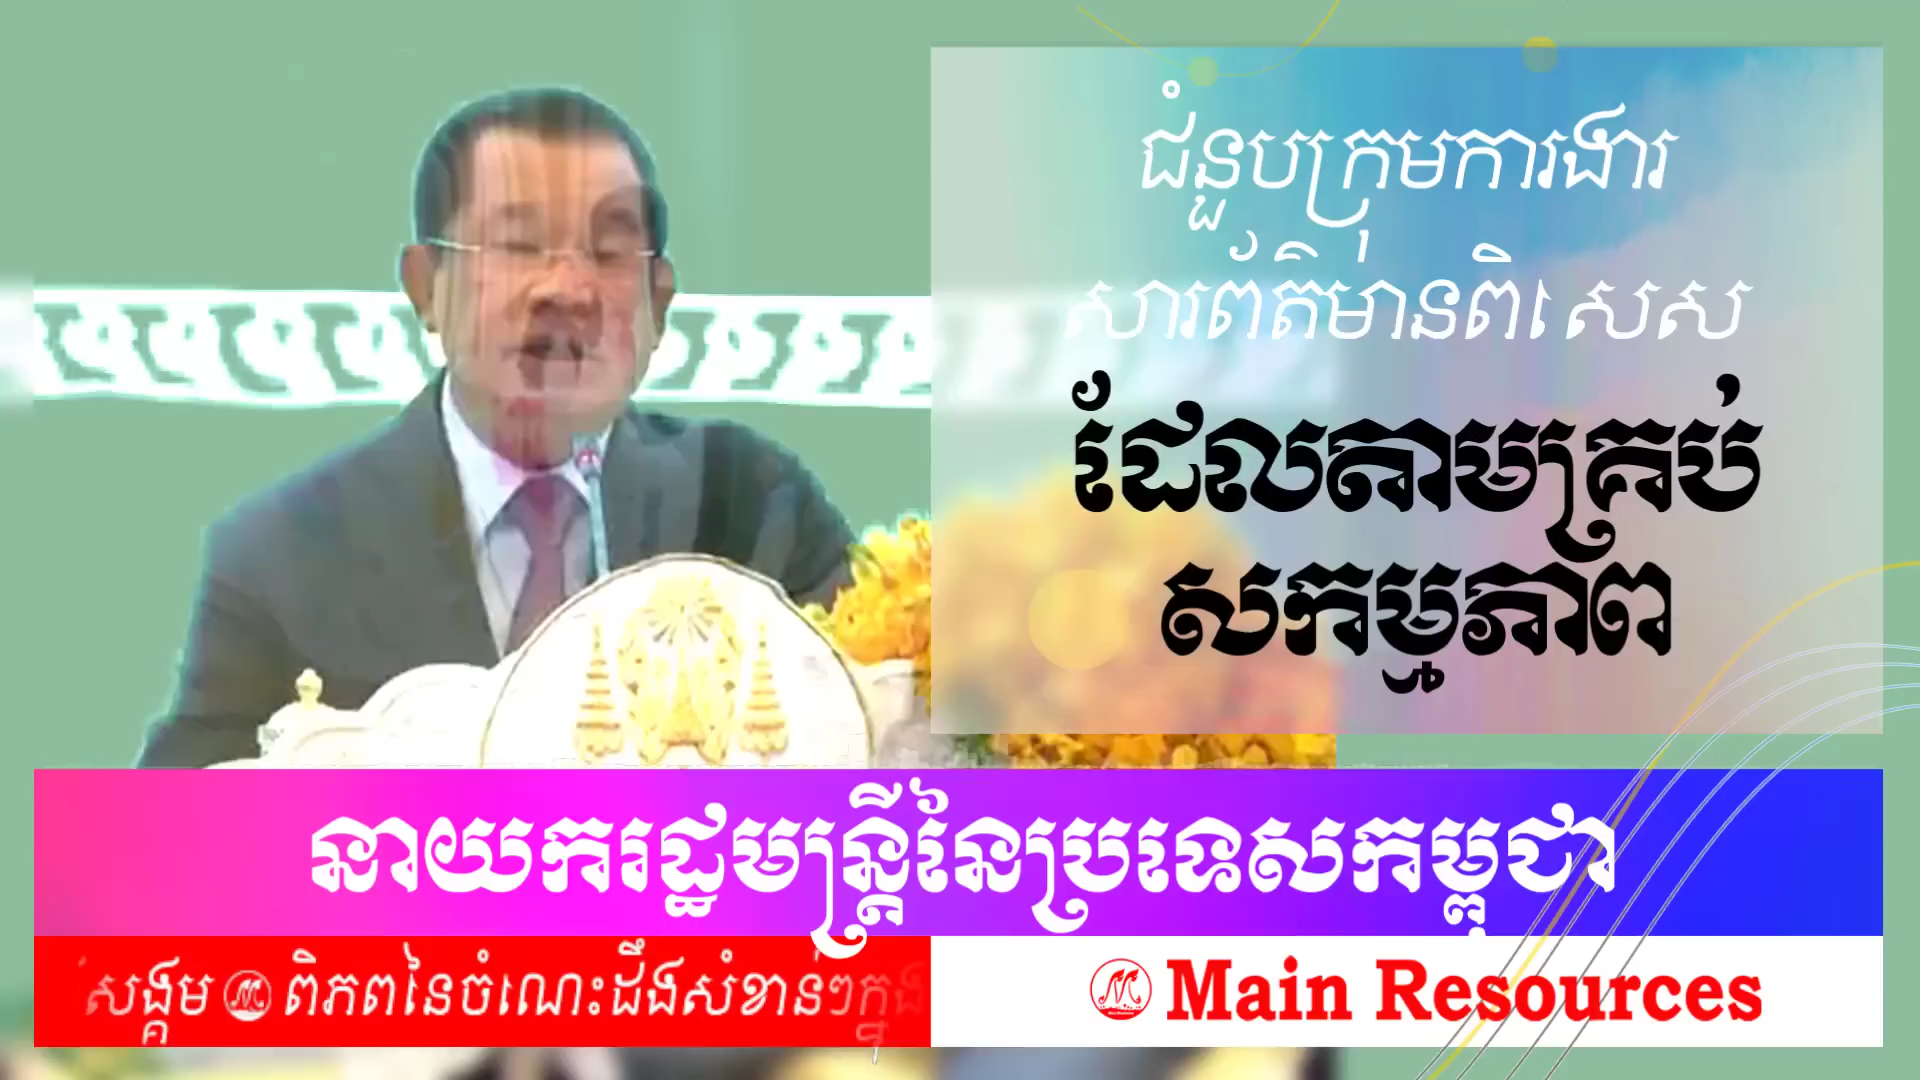 ជំនួបក្រុមការងារ
សារព័ត៌មានពិសេស
ដែលតាមគ្រប់
សកម្មភាព
នាយករដ្ឋមន្ត្រីនៃប្រទេសកម្ពុជា
សង្គម
ពិភពនៃចំណេះដឹងសំខាន់ៗក្នុង
Main Resources